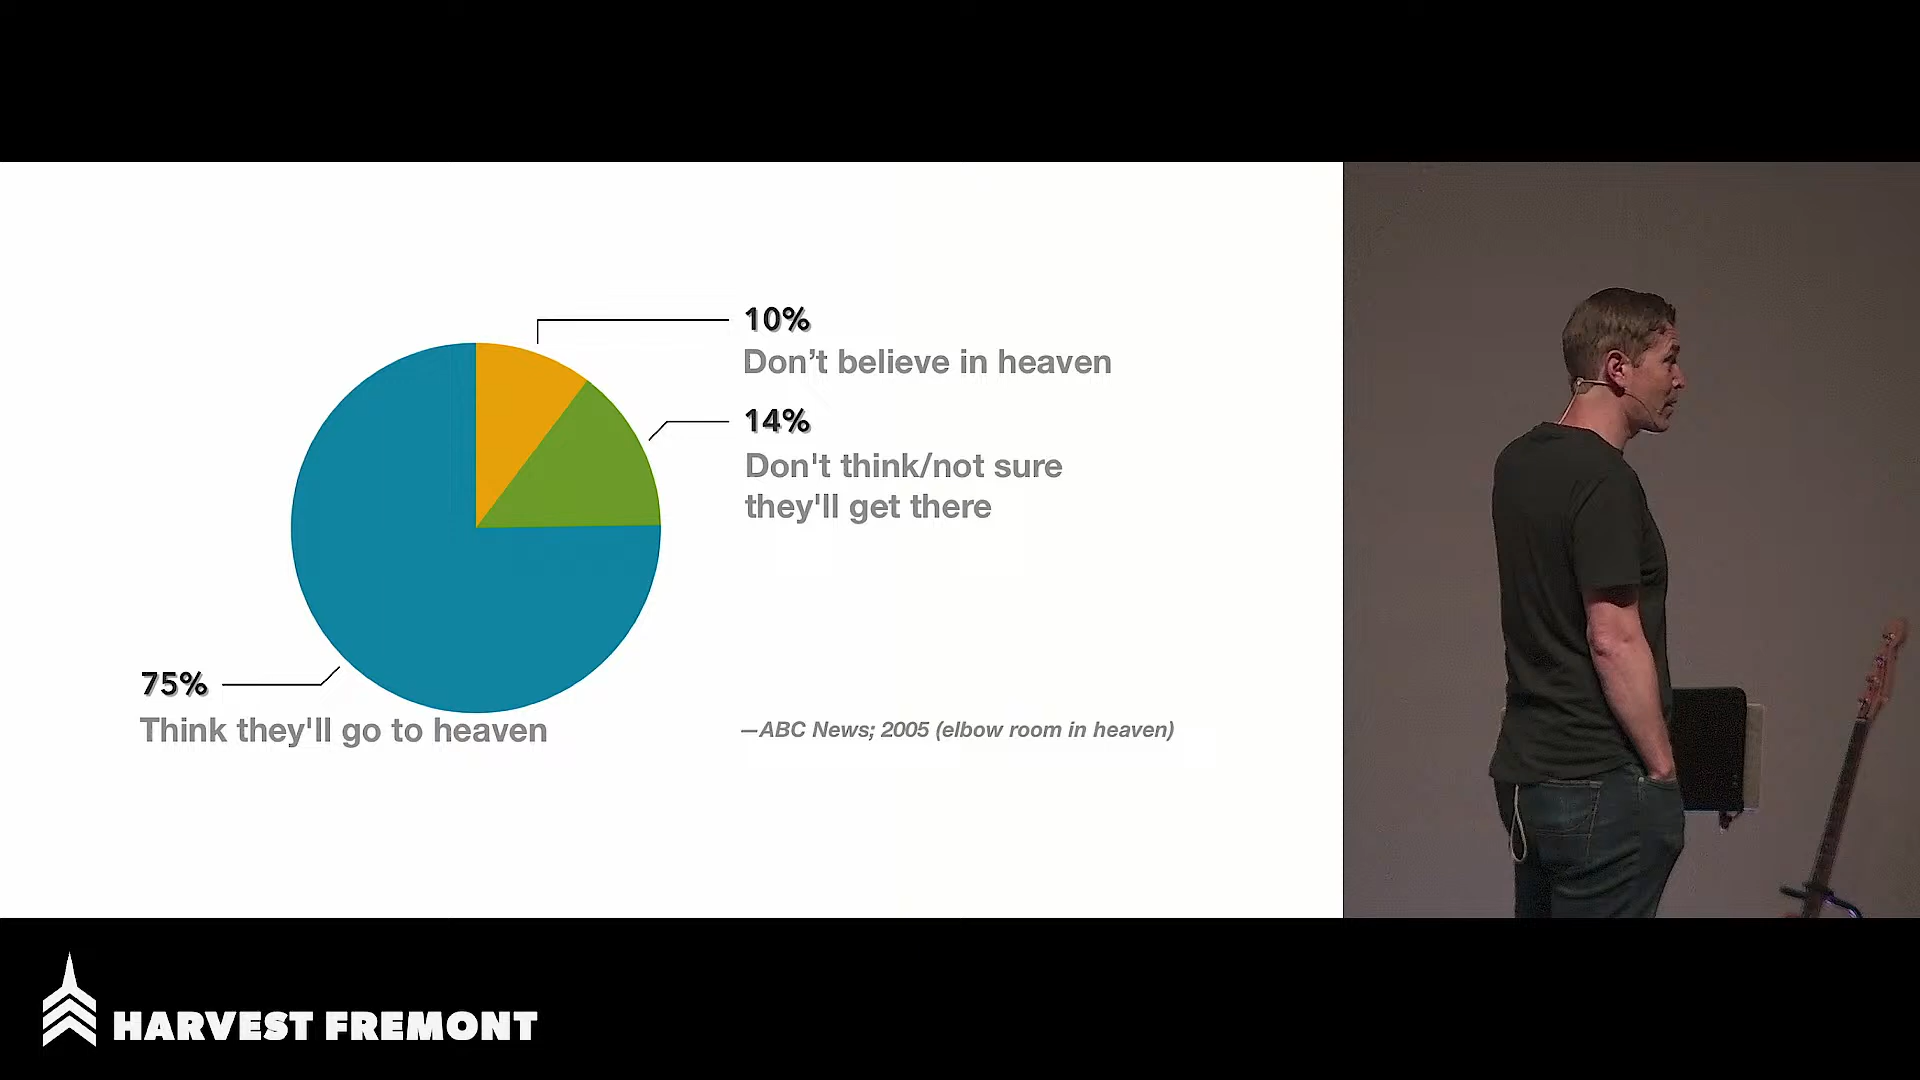 10%
Don’t believe in heaven
14%
Don't think/not sure
they'll get there
75%
Think they'll go to heaven
—ABC News; 2005 (elbow room in heaven)
HARVEST FREMONT